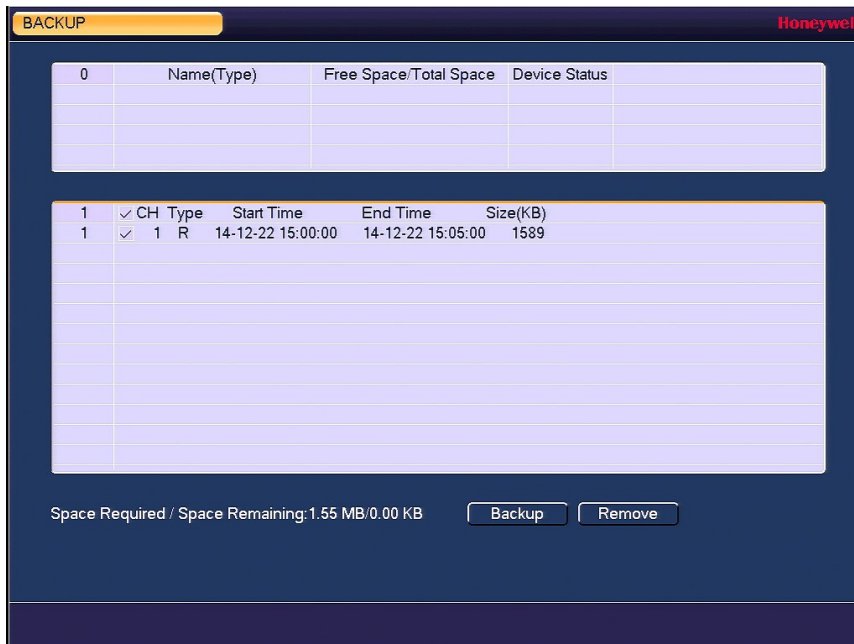 BACKUP Honeywel
0 Name(Type) Free Space/Total Space Device Status
1 CH Type Start Time End Time Size(KB)
1 1 R 14-12-22 15:00:00 14-12-22 15:05:00 1589
Space Required / Space Remaining:1.55 MB/0.00 KB Backup Remove